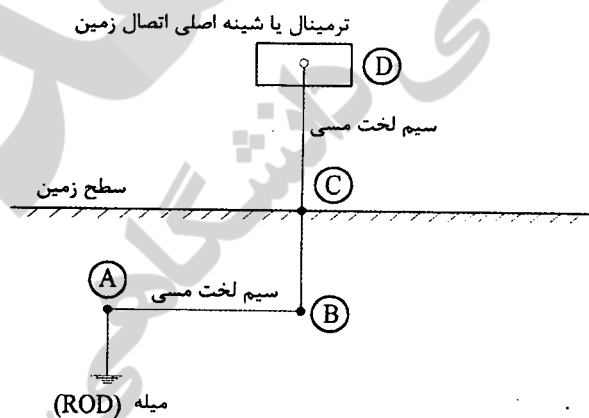 ترمینال یا شینه اصلی اتصال زمین
D
سیم لخت مسی
C
سطح زمین
A
سیم لخت مسی
B
میله (ROD)